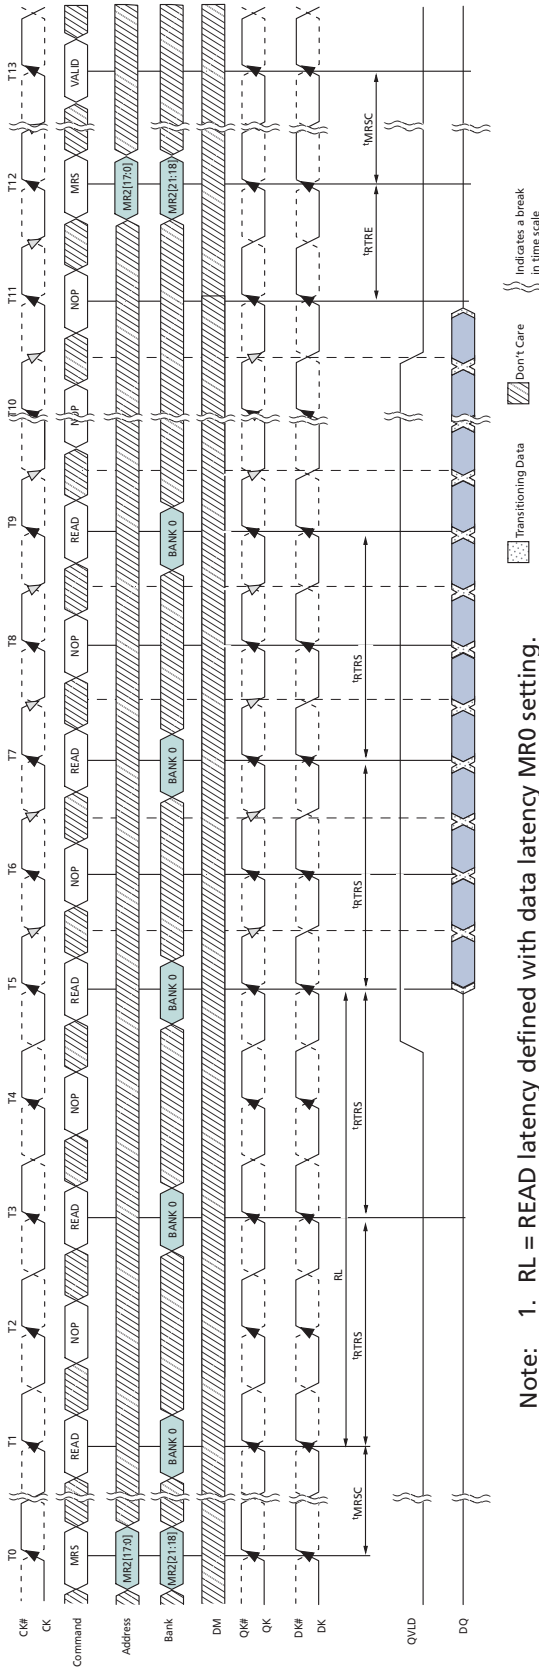 T0 T1 T2 T3 T4 T5 T6 T7 T8 T9 T10 T11 T12 T13
CK#
CK
Command MRS READ NOP READ NOP READ NOP READ NOP READ NOP NOP MRS VALID
Address MR2[17:0] MR2[17:0]
Bank MR2[21:18] BANK 0 BANK 0 BANK 0 BANK 0 BANK 0 MR2[21:18]
DM
QK#
QK
DK#
DK
RL
tMRSC tRTRS tRTRS tRTRS tRTRS tRTRE tMRSC
QVLD
DQ
Transitioning Data Don't Care Indicates a break
in time scale
Note: 1. RL = READ latency defined with data latency MR0 setting.